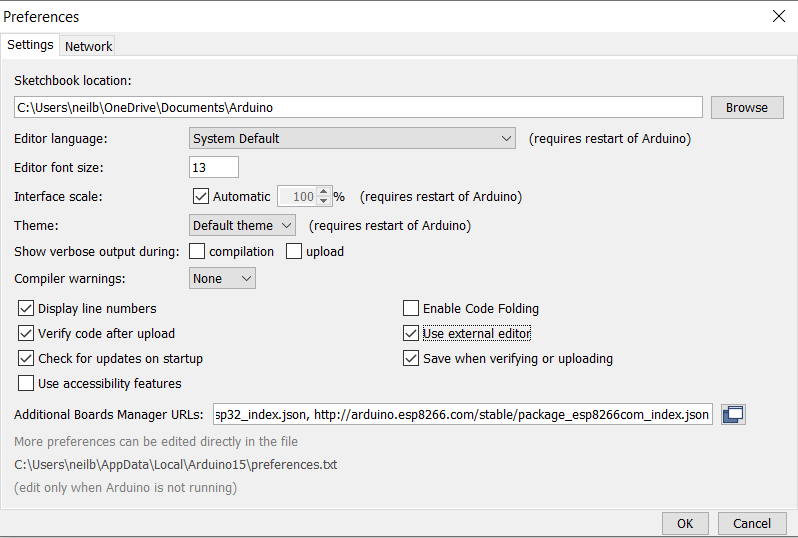 Preferences
Settings Network
Sketchbook location:
C:\Users\neilb\OneDrive\Documents\Arduino Browse
Editor language: System Default (requires restart of Arduino)
Editor font size: 13
Interface scale: Automatic 100 % (requires restart of Arduino)
Theme: Default theme (requires restart of Arduino)
Show verbose output during: compilation upload
Compiler warnings: None
Display line numbers Enable Code Folding
Verify code after upload Use external editor
Check for updates on startup Save when verifying or uploading
Use accessibility features
Additional Boards Manager URLs: sp32_index.json, http://arduino.esp8266.com/stable/package_esp8266com_index.json
More preferences can be edited directly in the file
C:\Users\neilb\AppData\Local\Arduino15\preferences.txt
(edit only when Arduino is not running)
OK Cancel